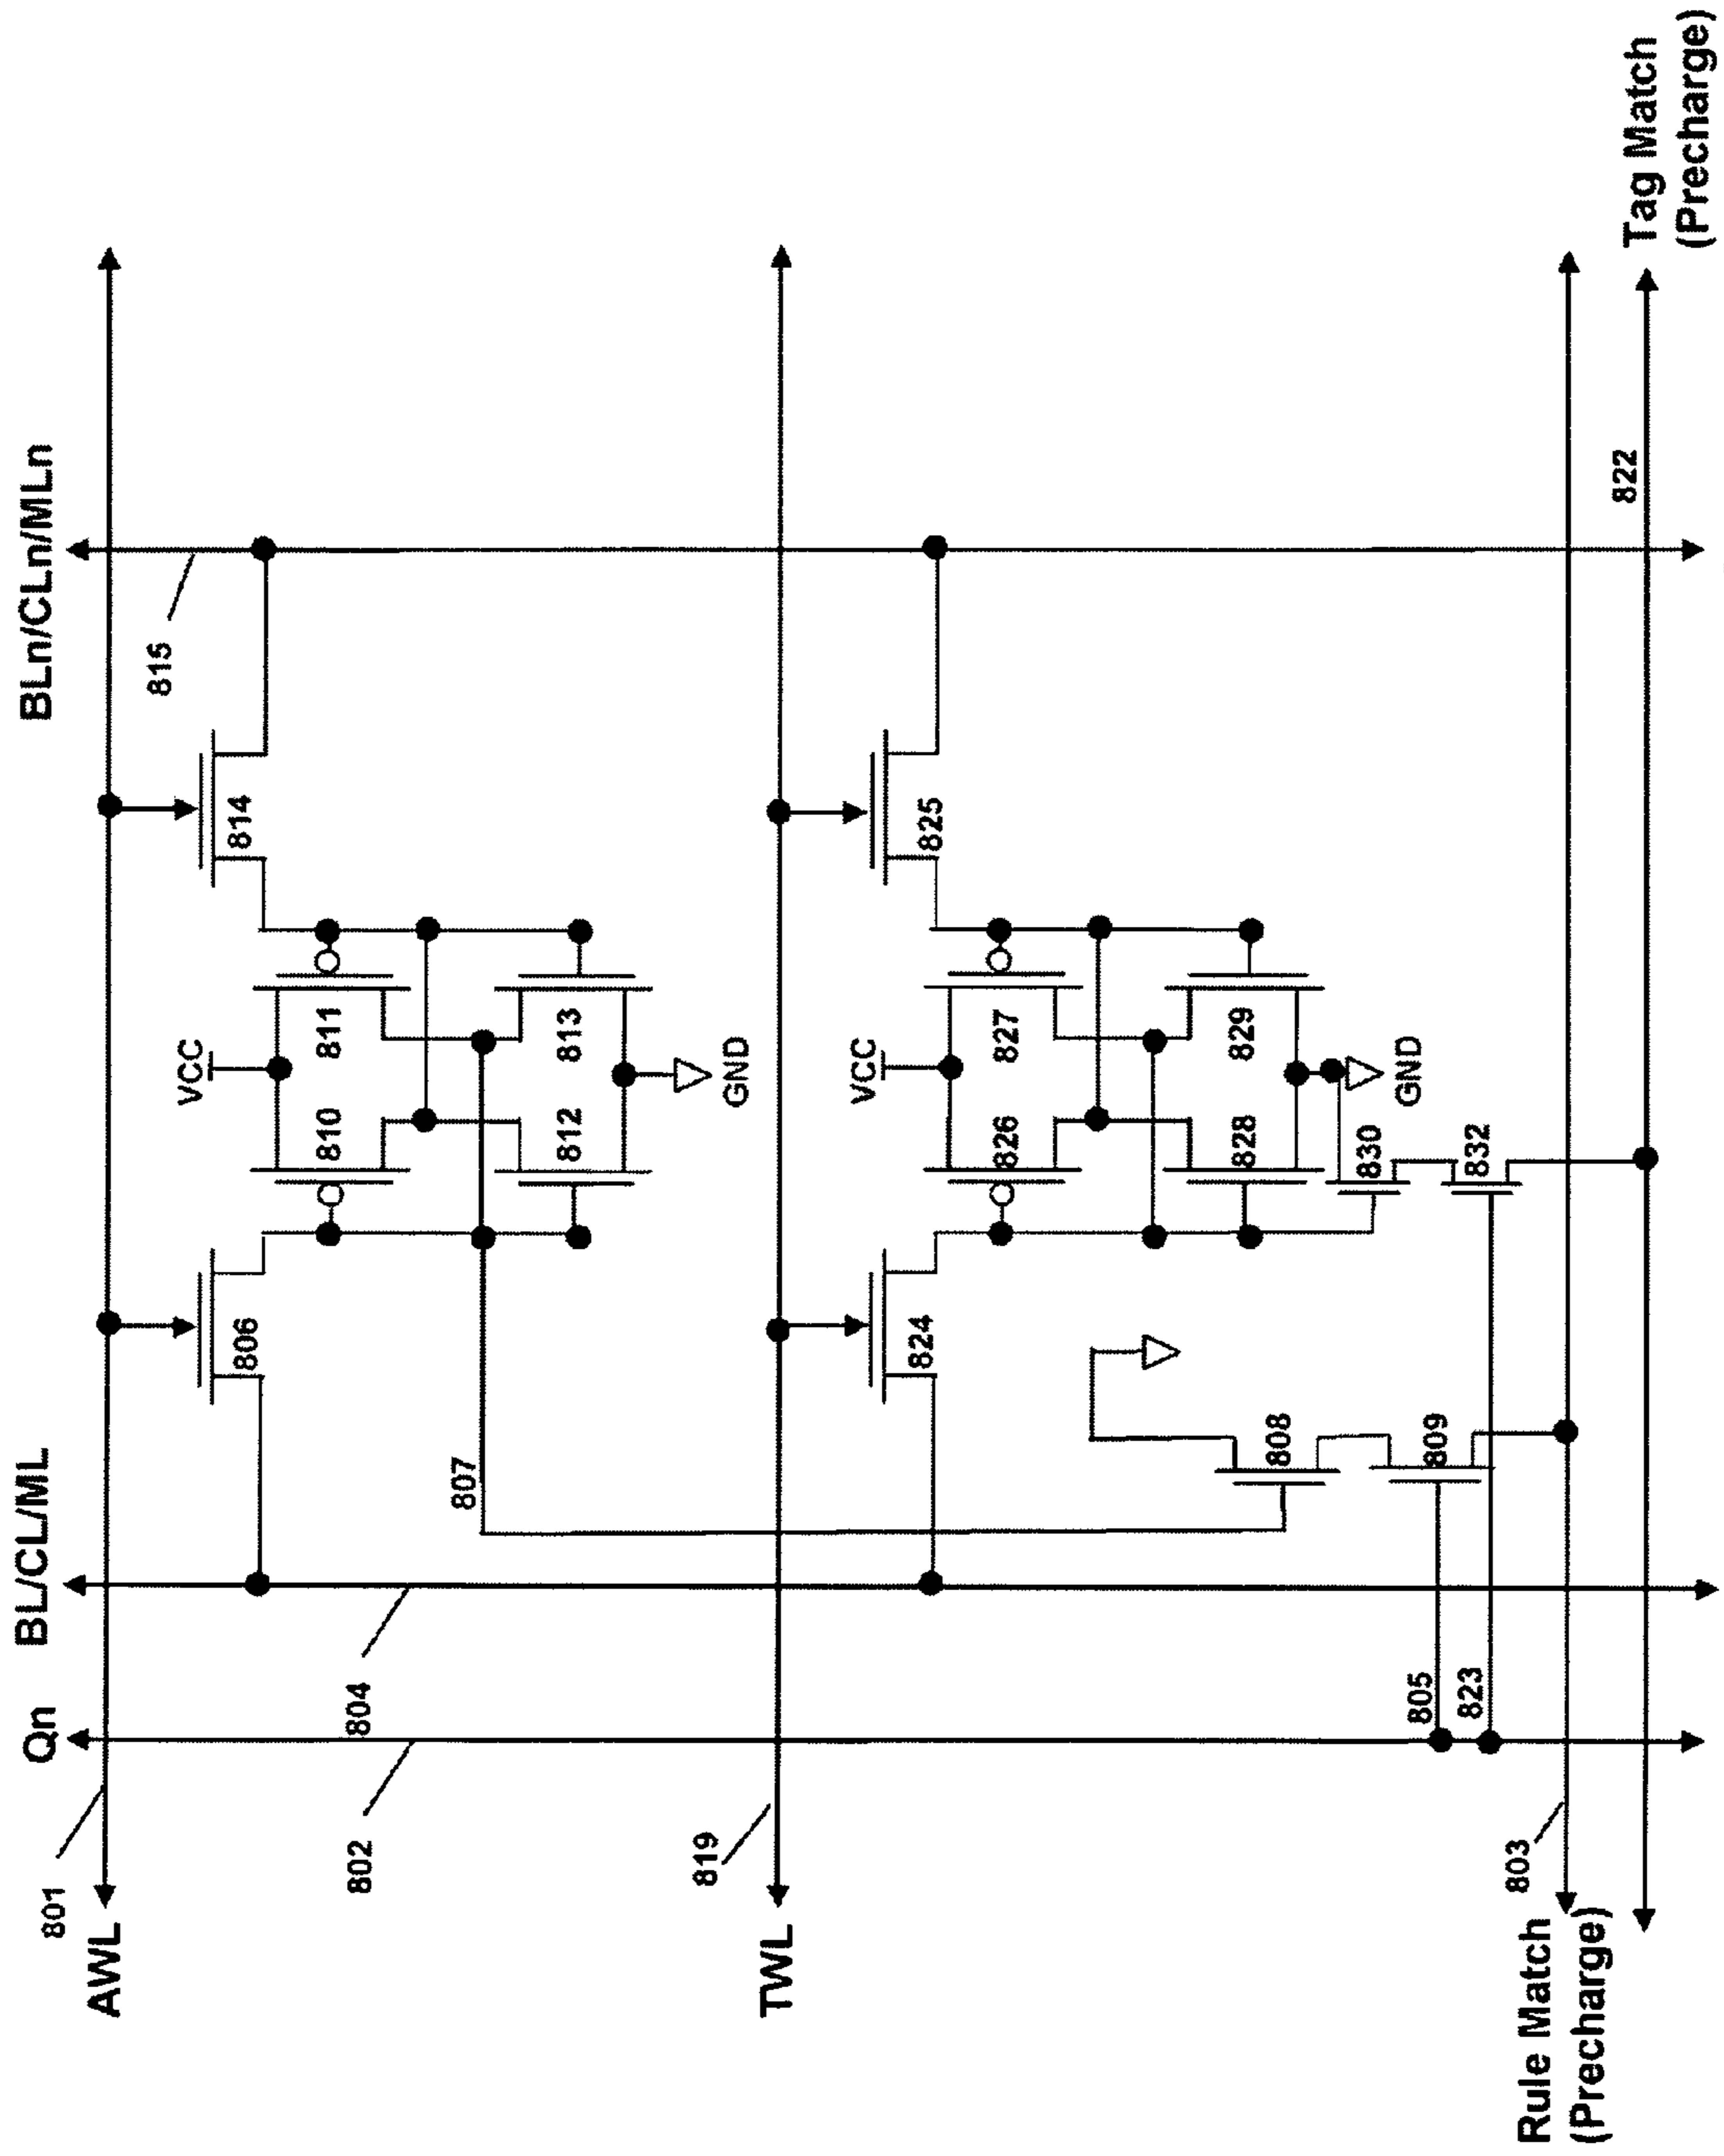 Qn
BL/CL/ML
BLn/CLn/MLn
801
AWL
802
804
815
806
814
VCC
810
811
812
813
GND
807
819
TWL
824
825
VCC
826
827
828
829
GND
830
832
808
809
805
823
803
Rule Match
(Precharge)
822
Tag Match
(Precharge)